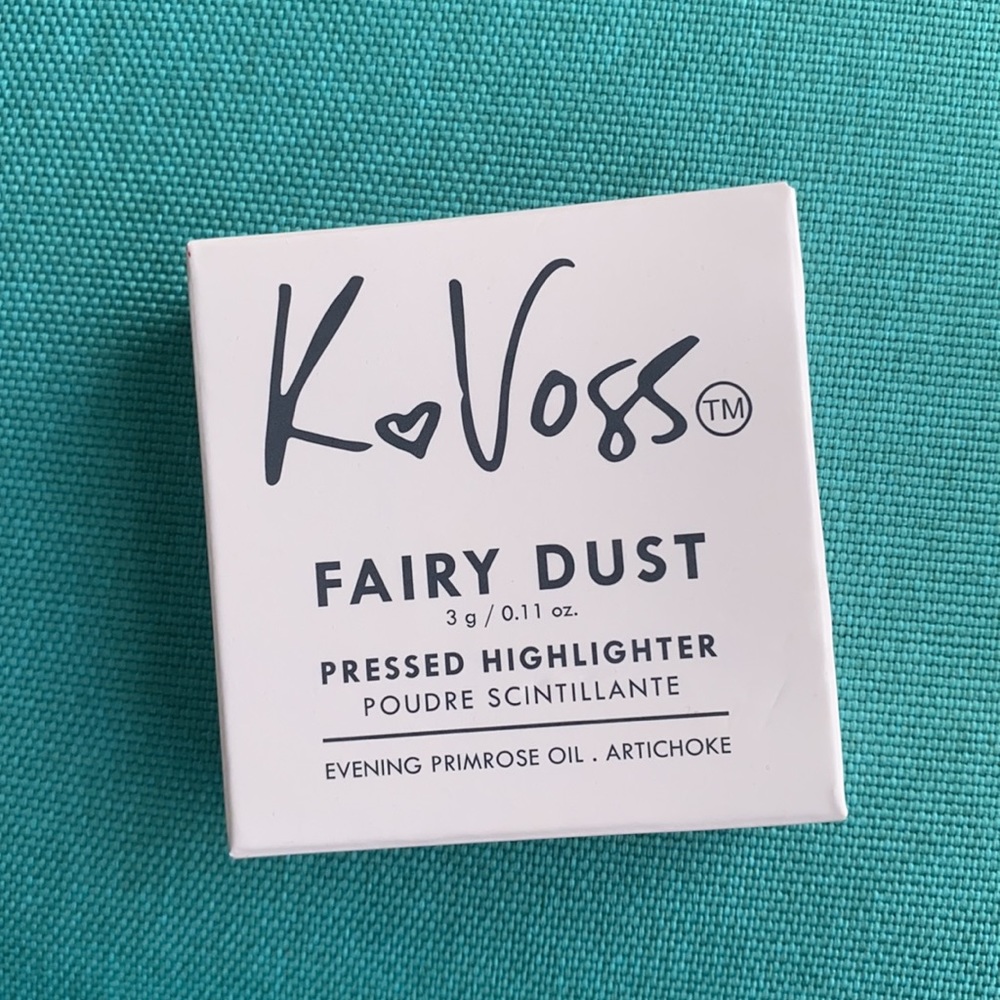 K♡Voss TM
FAIRY DUST
3 g / 0.11 oz.
PRESSED HIGHLIGHTER
POUDRE SCINTILLANTE
EVENING PRIMROSE OIL . ARTICHOKE